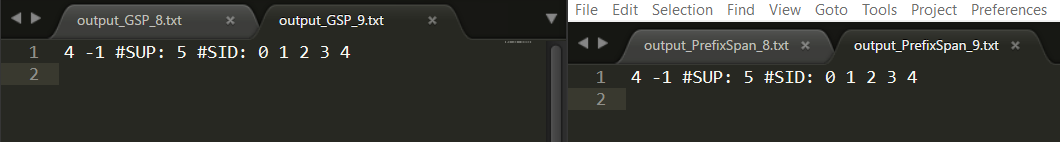 output_GSP_8.txt × output_GSP_9.txt ×
1 4 -1 #SUP: 5 #SID: 0 1 2 3 4
2
File Edit Selection Find View Goto Tools Project Preferences
output_PrefixSpan_8.txt × output_PrefixSpan_9.txt ×
1 4 -1 #SUP: 5 #SID: 0 1 2 3 4
2